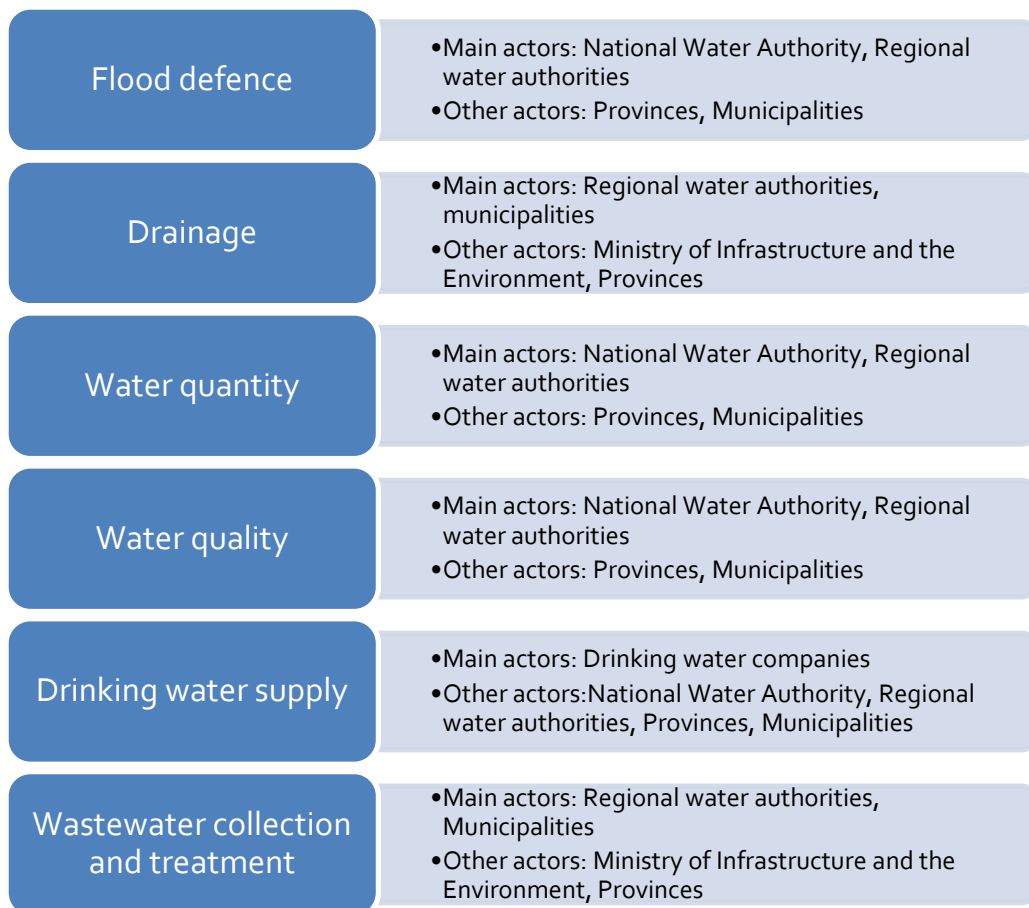 Flood defence
•Main actors: National Water Authority, Regional
water authorities
•Other actors: Provinces, Municipalities
Drainage
•Main actors: Regional water authorities,
municipalities
•Other actors: Ministry of Infrastructure and the
Environment, Provinces
Water quantity
•Main actors: National Water Authority, Regional
water authorities
•Other actors: Provinces, Municipalities
Water quality
•Main actors: National Water Authority, Regional
water authorities
•Other actors: Provinces, Municipalities
Drinking water supply
•Main actors: Drinking water companies
•Other actors:National Water Authority, Regional
water authorities, Provinces, Municipalities
Wastewater collection
and treatment
•Main actors: Regional water authorities,
Municipalities
•Other actors: Ministry of Infrastructure and the
Environment, Provinces